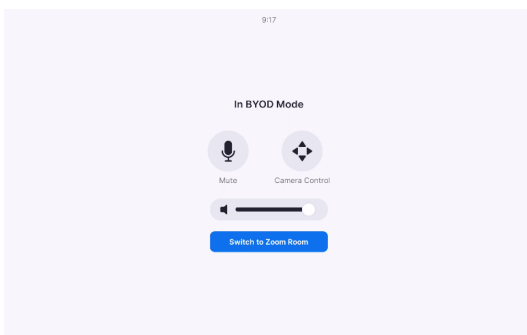 9:17
In BYOD Mode
Mute
Camera Control
Switch to Zoom Room